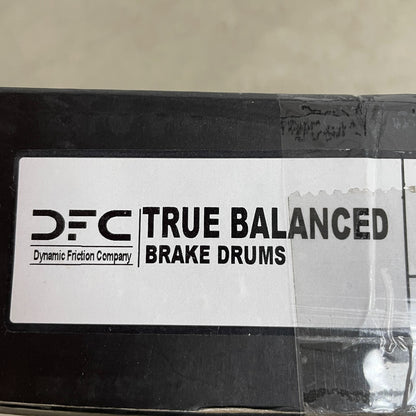 DFC
Dynamic Friction Company
TRUE BALANCED
BRAKE DRUMS